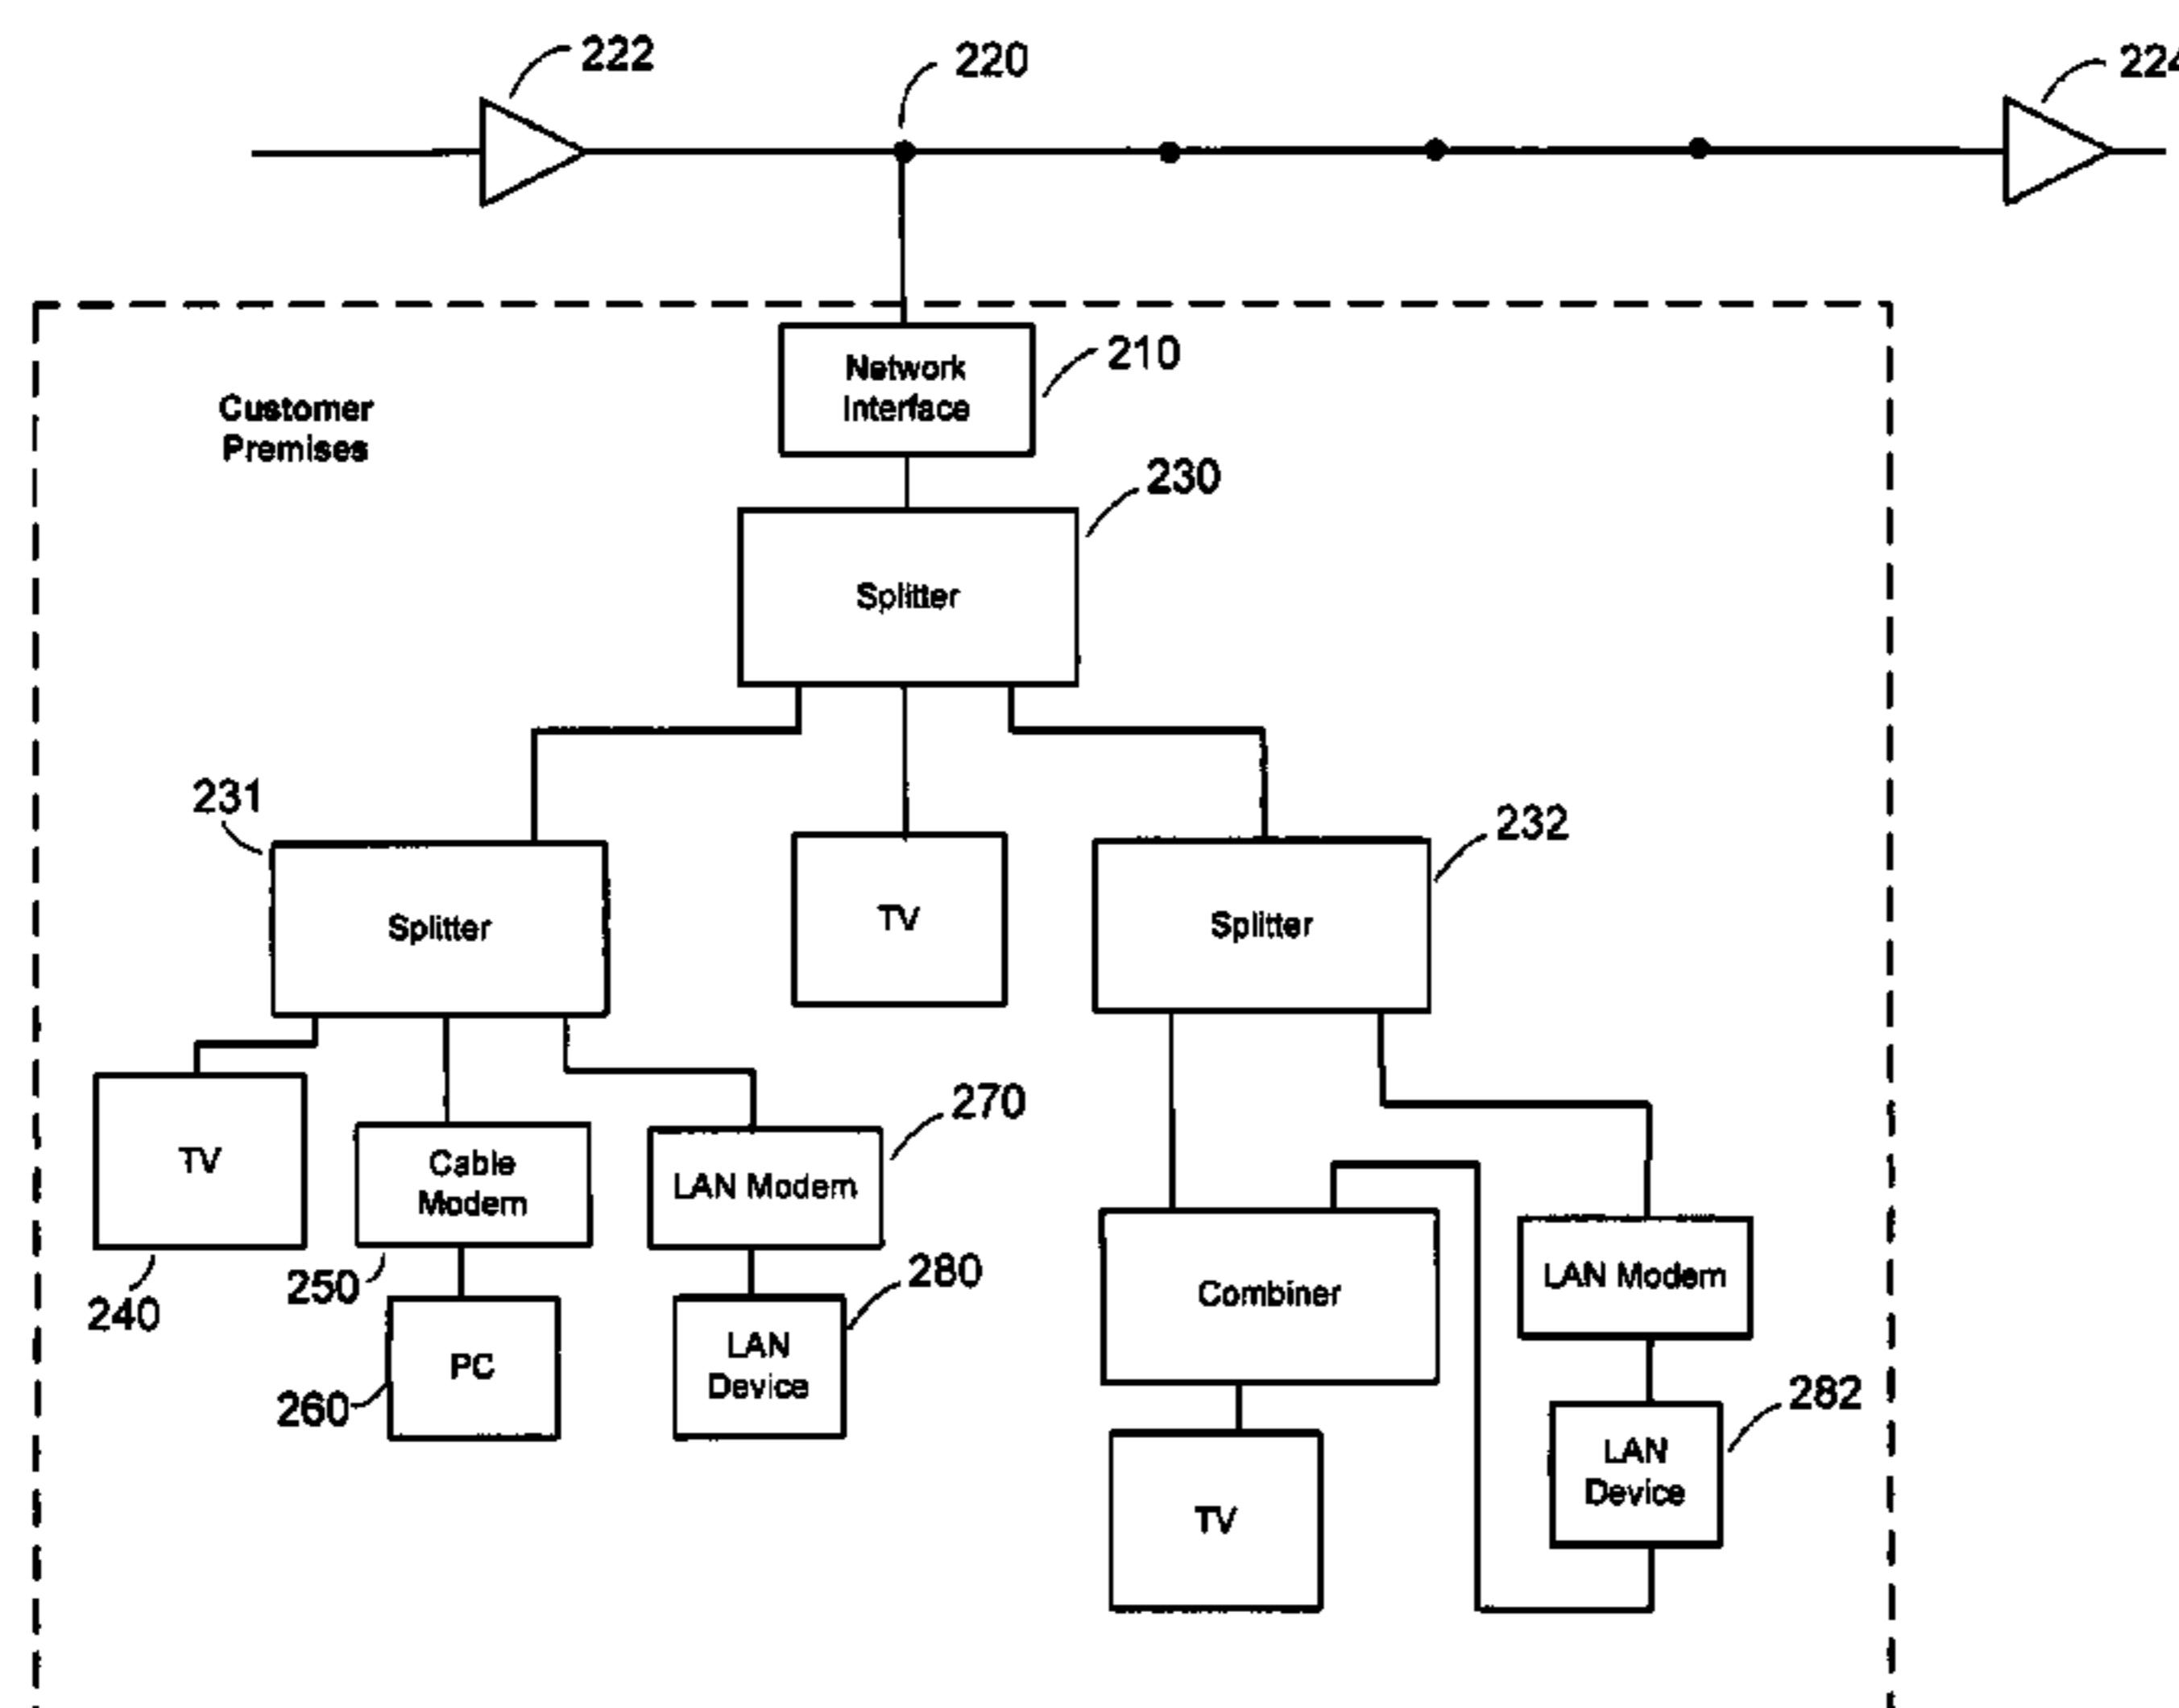 222
220
224
210
Network
Interface
Customer
Premises
230
Splitter
231
232
Splitter
TV
Splitter
270
TV
Cable
Modem
LAN Modem
250
280
240
Combiner
LAN Modem
PC
LAN
Device
260
282
LAN
Device
TV